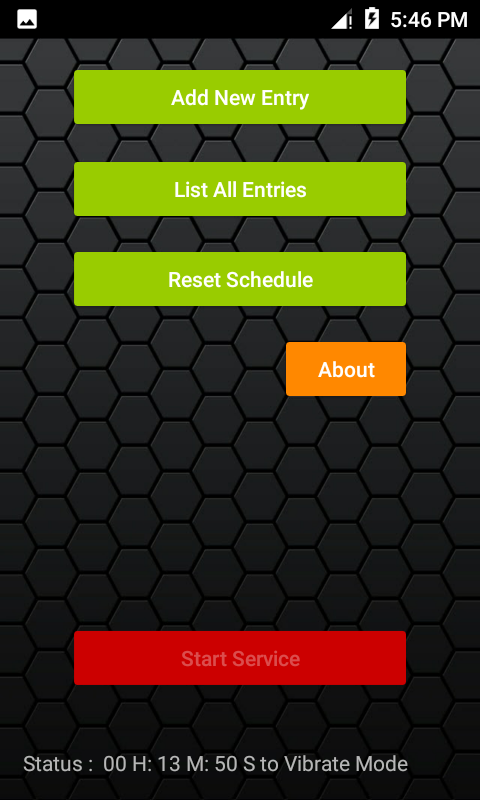 5:46 PM
Add New Entry
List All Entries
Reset Schedule
About
Start Service
Status :  00 H: 13 M: 50 S to Vibrate Mode